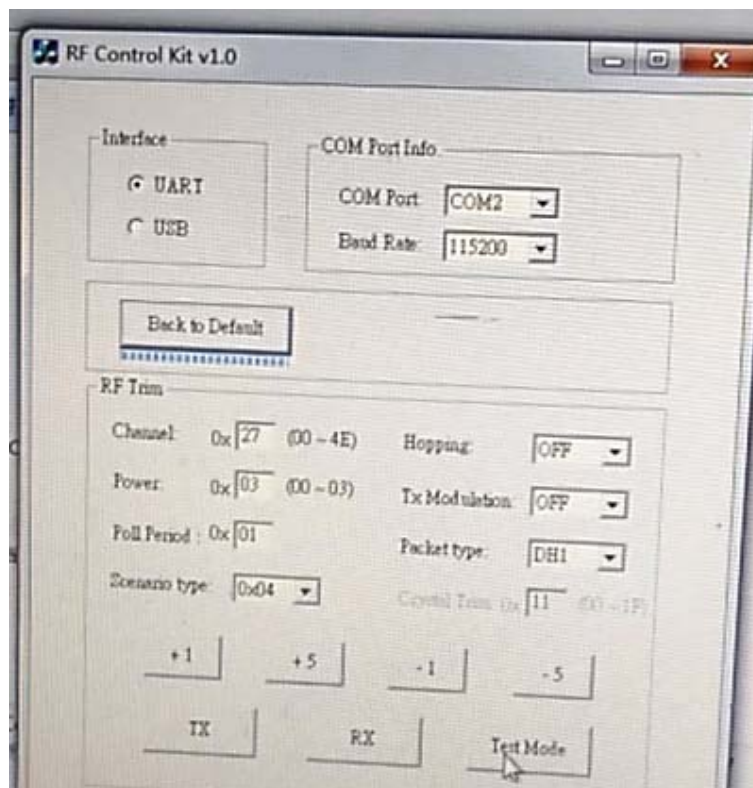 RF Control Kit v1.0
Interface
UART
USB
COM Port Info
COM Port: COM2
Baud Rate: 115200
Back to Default
RF Trim
Channel: 0x 27 (00 ~ 4E)
Hopping: OFF
Power: 0x 03 (00 ~ 03)
Tx Modulation: OFF
Poll Period : 0x 01
Packet type: DH1
Scenario type: 0x04
Crystal Trim: 0x 11 (00 ~ 1F)
+ 1
+ 5
- 1
- 5
TX
RX
Test Mode